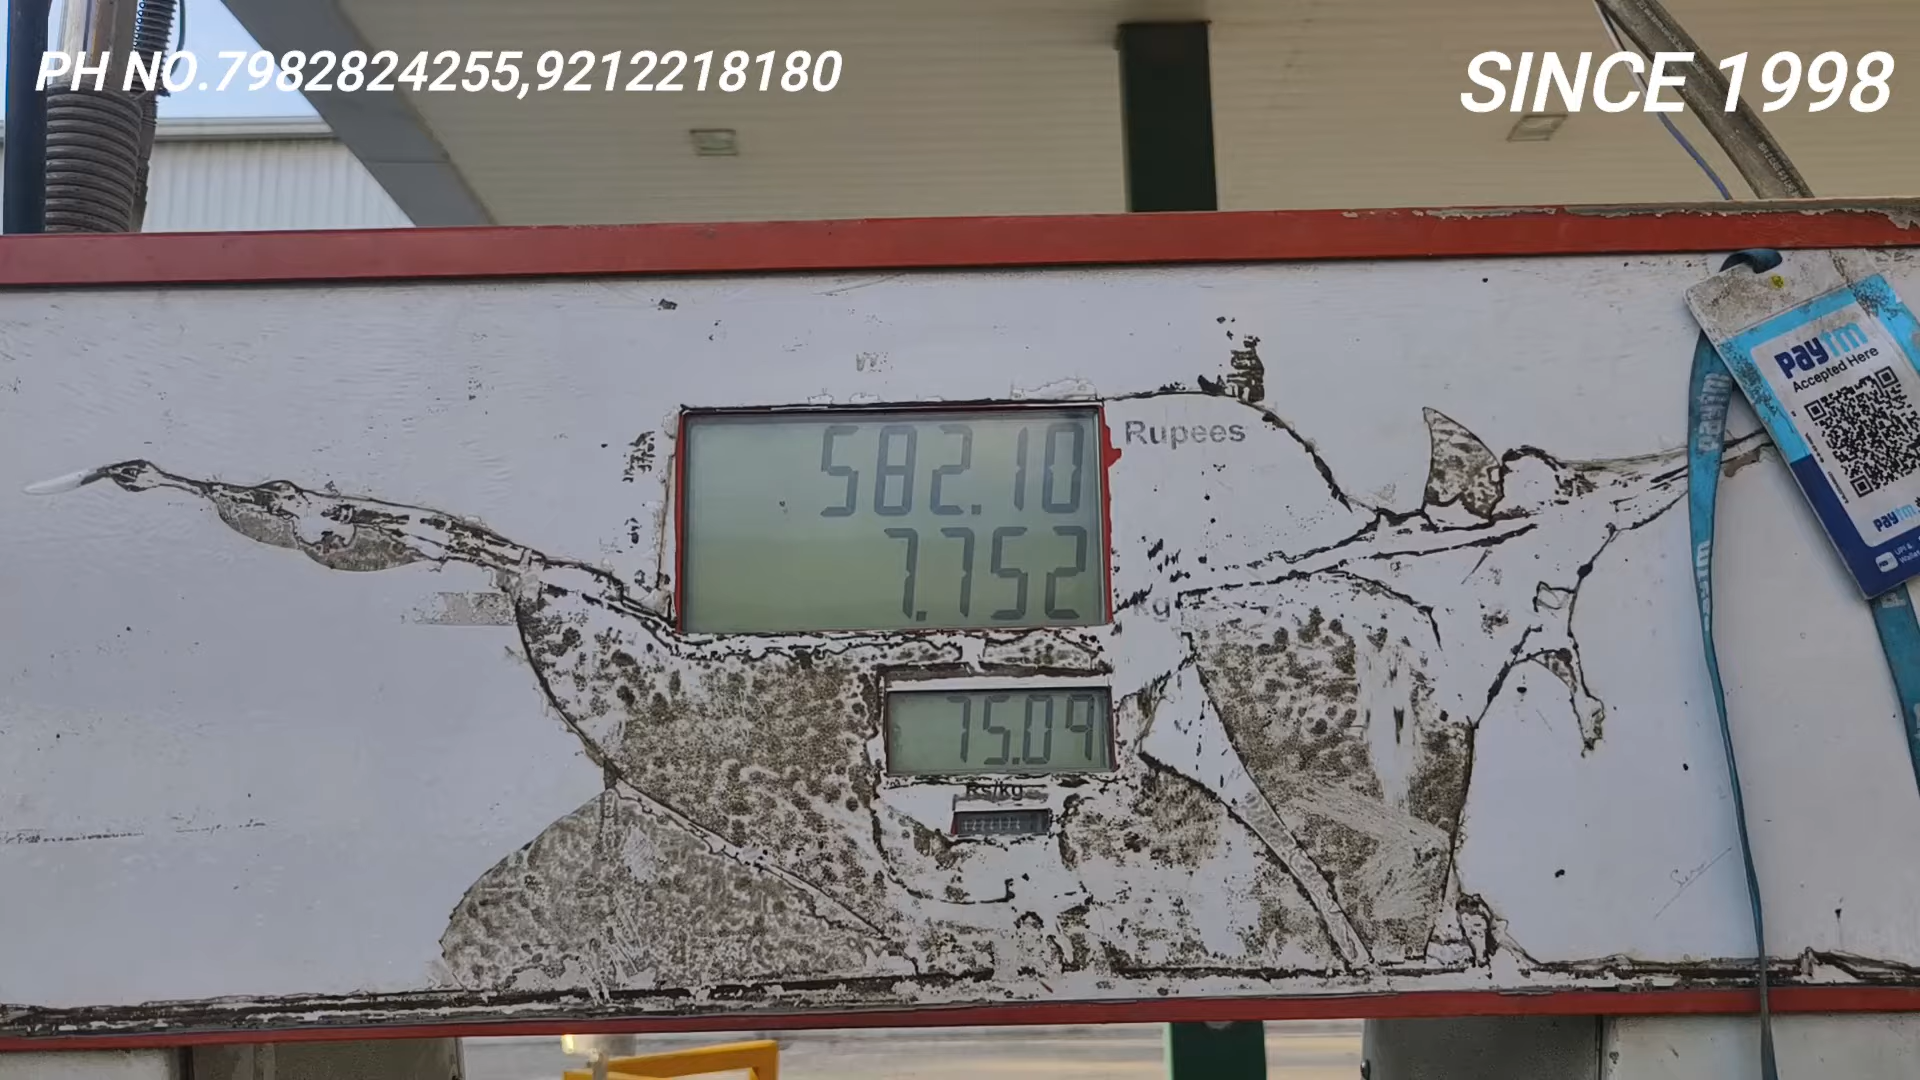 PH NO.7982824255,9212218180
SINCE 1998
582.10
Rupees
7.752
Kg
75.09
Rs/kg
paytm
Accepted Here
paytm
paytm